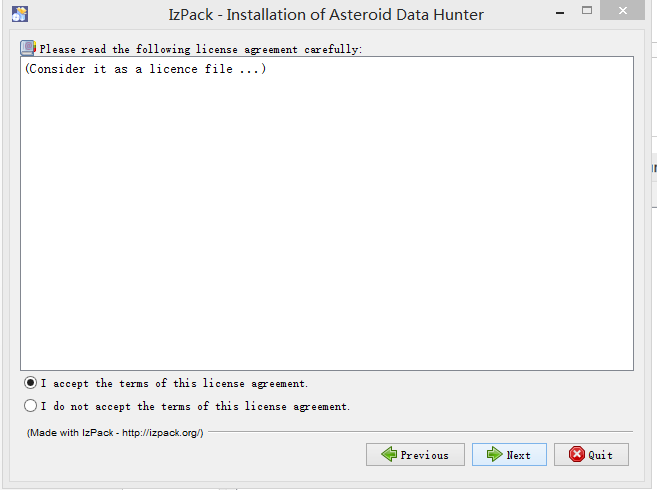 IzPack - Installation of Asteroid Data Hunter
Please read the following license agreement carefully:
(Consider it as a licence file ...)
I accept the terms of this license agreement.
I do not accept the terms of this license agreement.
(Made with IzPack - http://izpack.org/)
Previous Next Quit